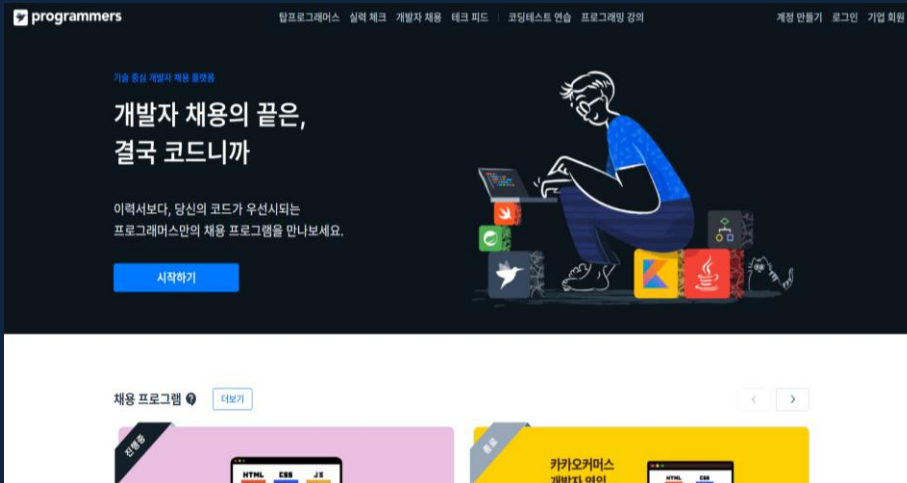 programmers
탑프로그래머스 실력 체크 개발자 채용 테크 피드 | 코딩테스트 연습 프로그래밍 강의
계정 만들기 로그인 기업 회원
기술 중심 개발자 채용 플랫폼
개발자 채용의 끝은,
결국 코드니까
이력서보다, 당신의 코드가 우선시되는
프로그래머스만의 채용 프로그램을 만나보세요.
시작하기
채용 프로그램
더보기
진행중
HTML CSS JS
종료
카카오커머스
개발자 영입
HTML CSS